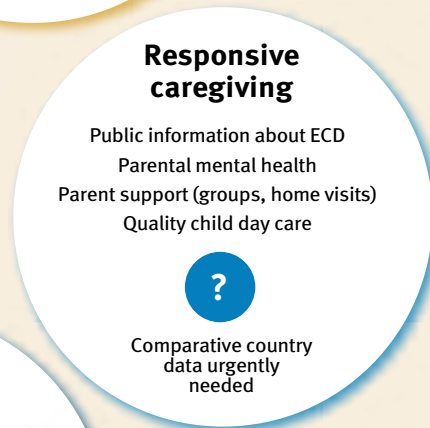 Responsive
caregiving
Public information about ECD
Parental mental health
Parent support (groups, home visits)
Quality child day care
?
Comparative country
data urgently
needed